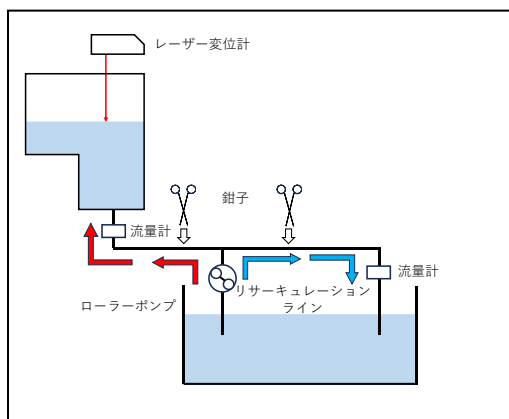 レーザー変位計
鉗子
流量計
流量計
ローラーポンプ
リサーキュレーション
ライン